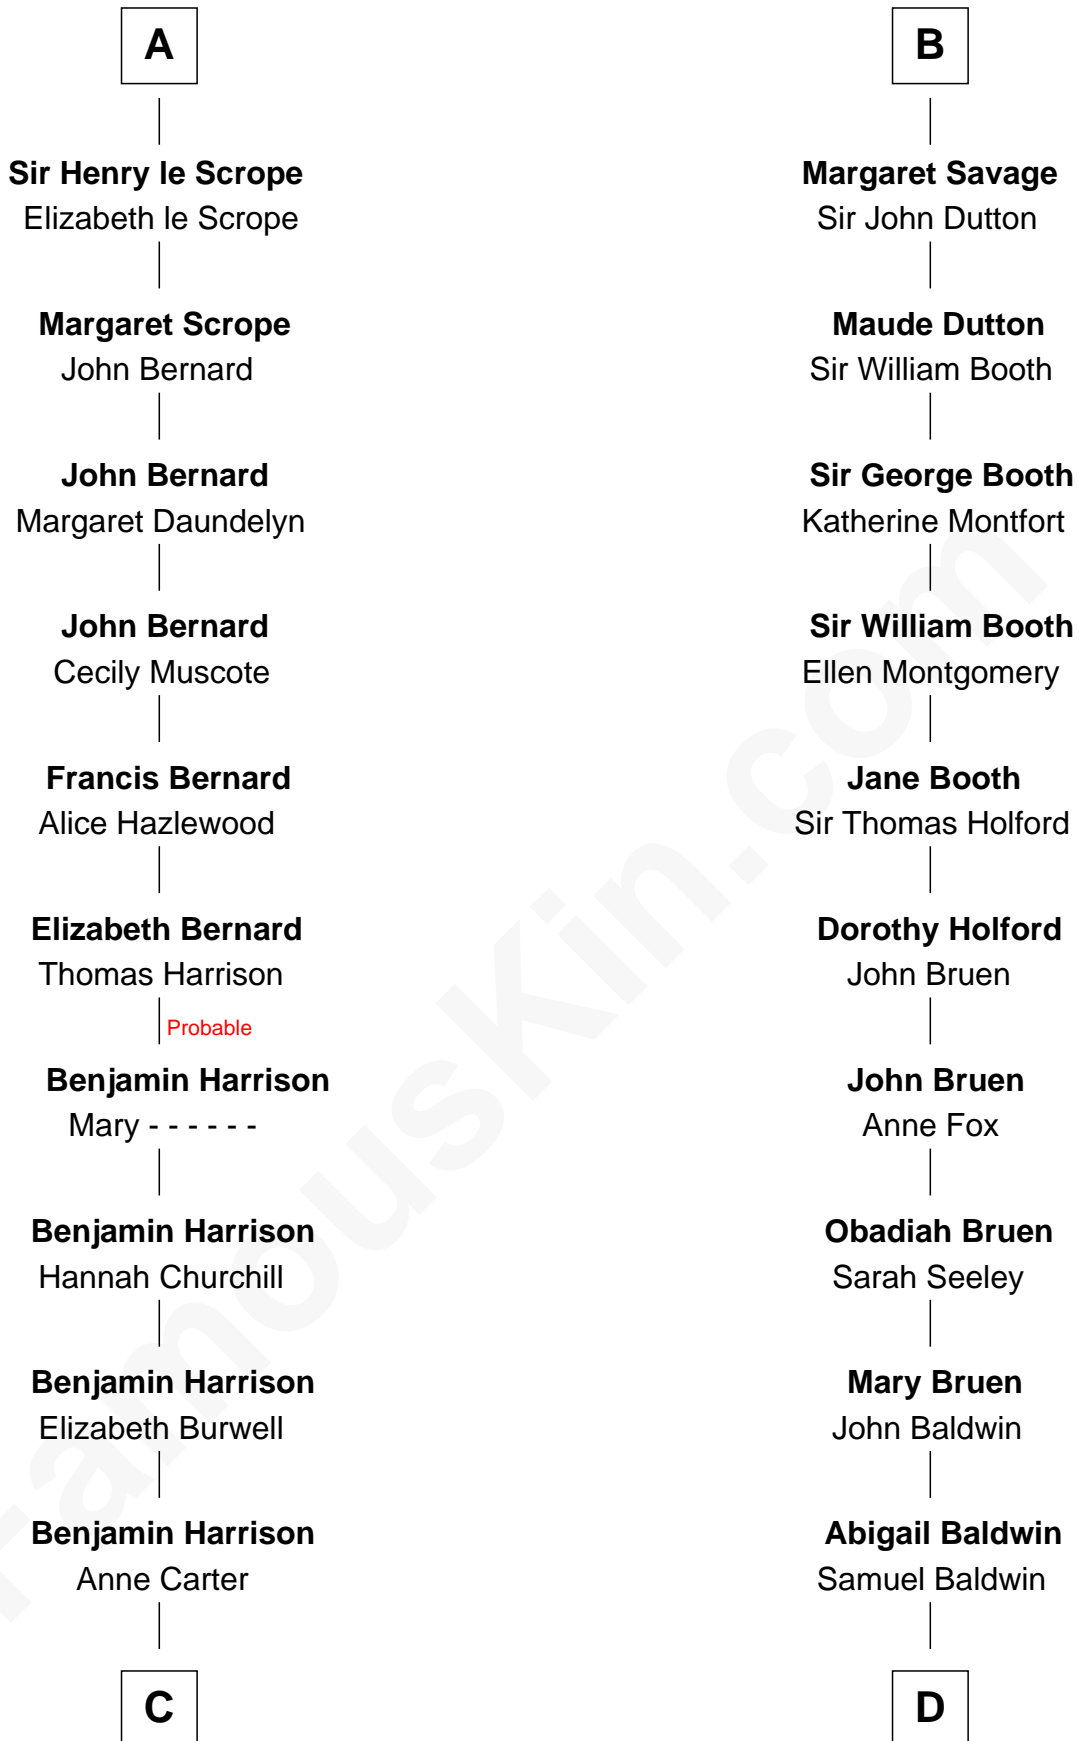 A
Sir Henry le Scrope
Elizabeth le Scrope
Margaret Scrope
John Bernard
John Bernard
Margaret Daundelyn
John Bernard
Cecily Muscote
Francis Bernard
Alice Hazlewood
Elizabeth Bernard
Thomas Harrison
Probable
Benjamin Harrison
Mary - - - - - -
Benjamin Harrison
Hannah Churchill
Benjamin Harrison
Elizabeth Burwell
Benjamin Harrison
Anne Carter
C
B
Margaret Savage
Sir John Dutton
Maude Dutton
Sir William Booth
Sir George Booth
Katherine Montfort
Sir William Booth
Ellen Montgomery
Jane Booth
Sir Thomas Holford
Dorothy Holford
John Bruen
John Bruen
Anne Fox
Obadiah Bruen
Sarah Seeley
Mary Bruen
John Baldwin
Abigail Baldwin
Samuel Baldwin
D
FamousKin.com